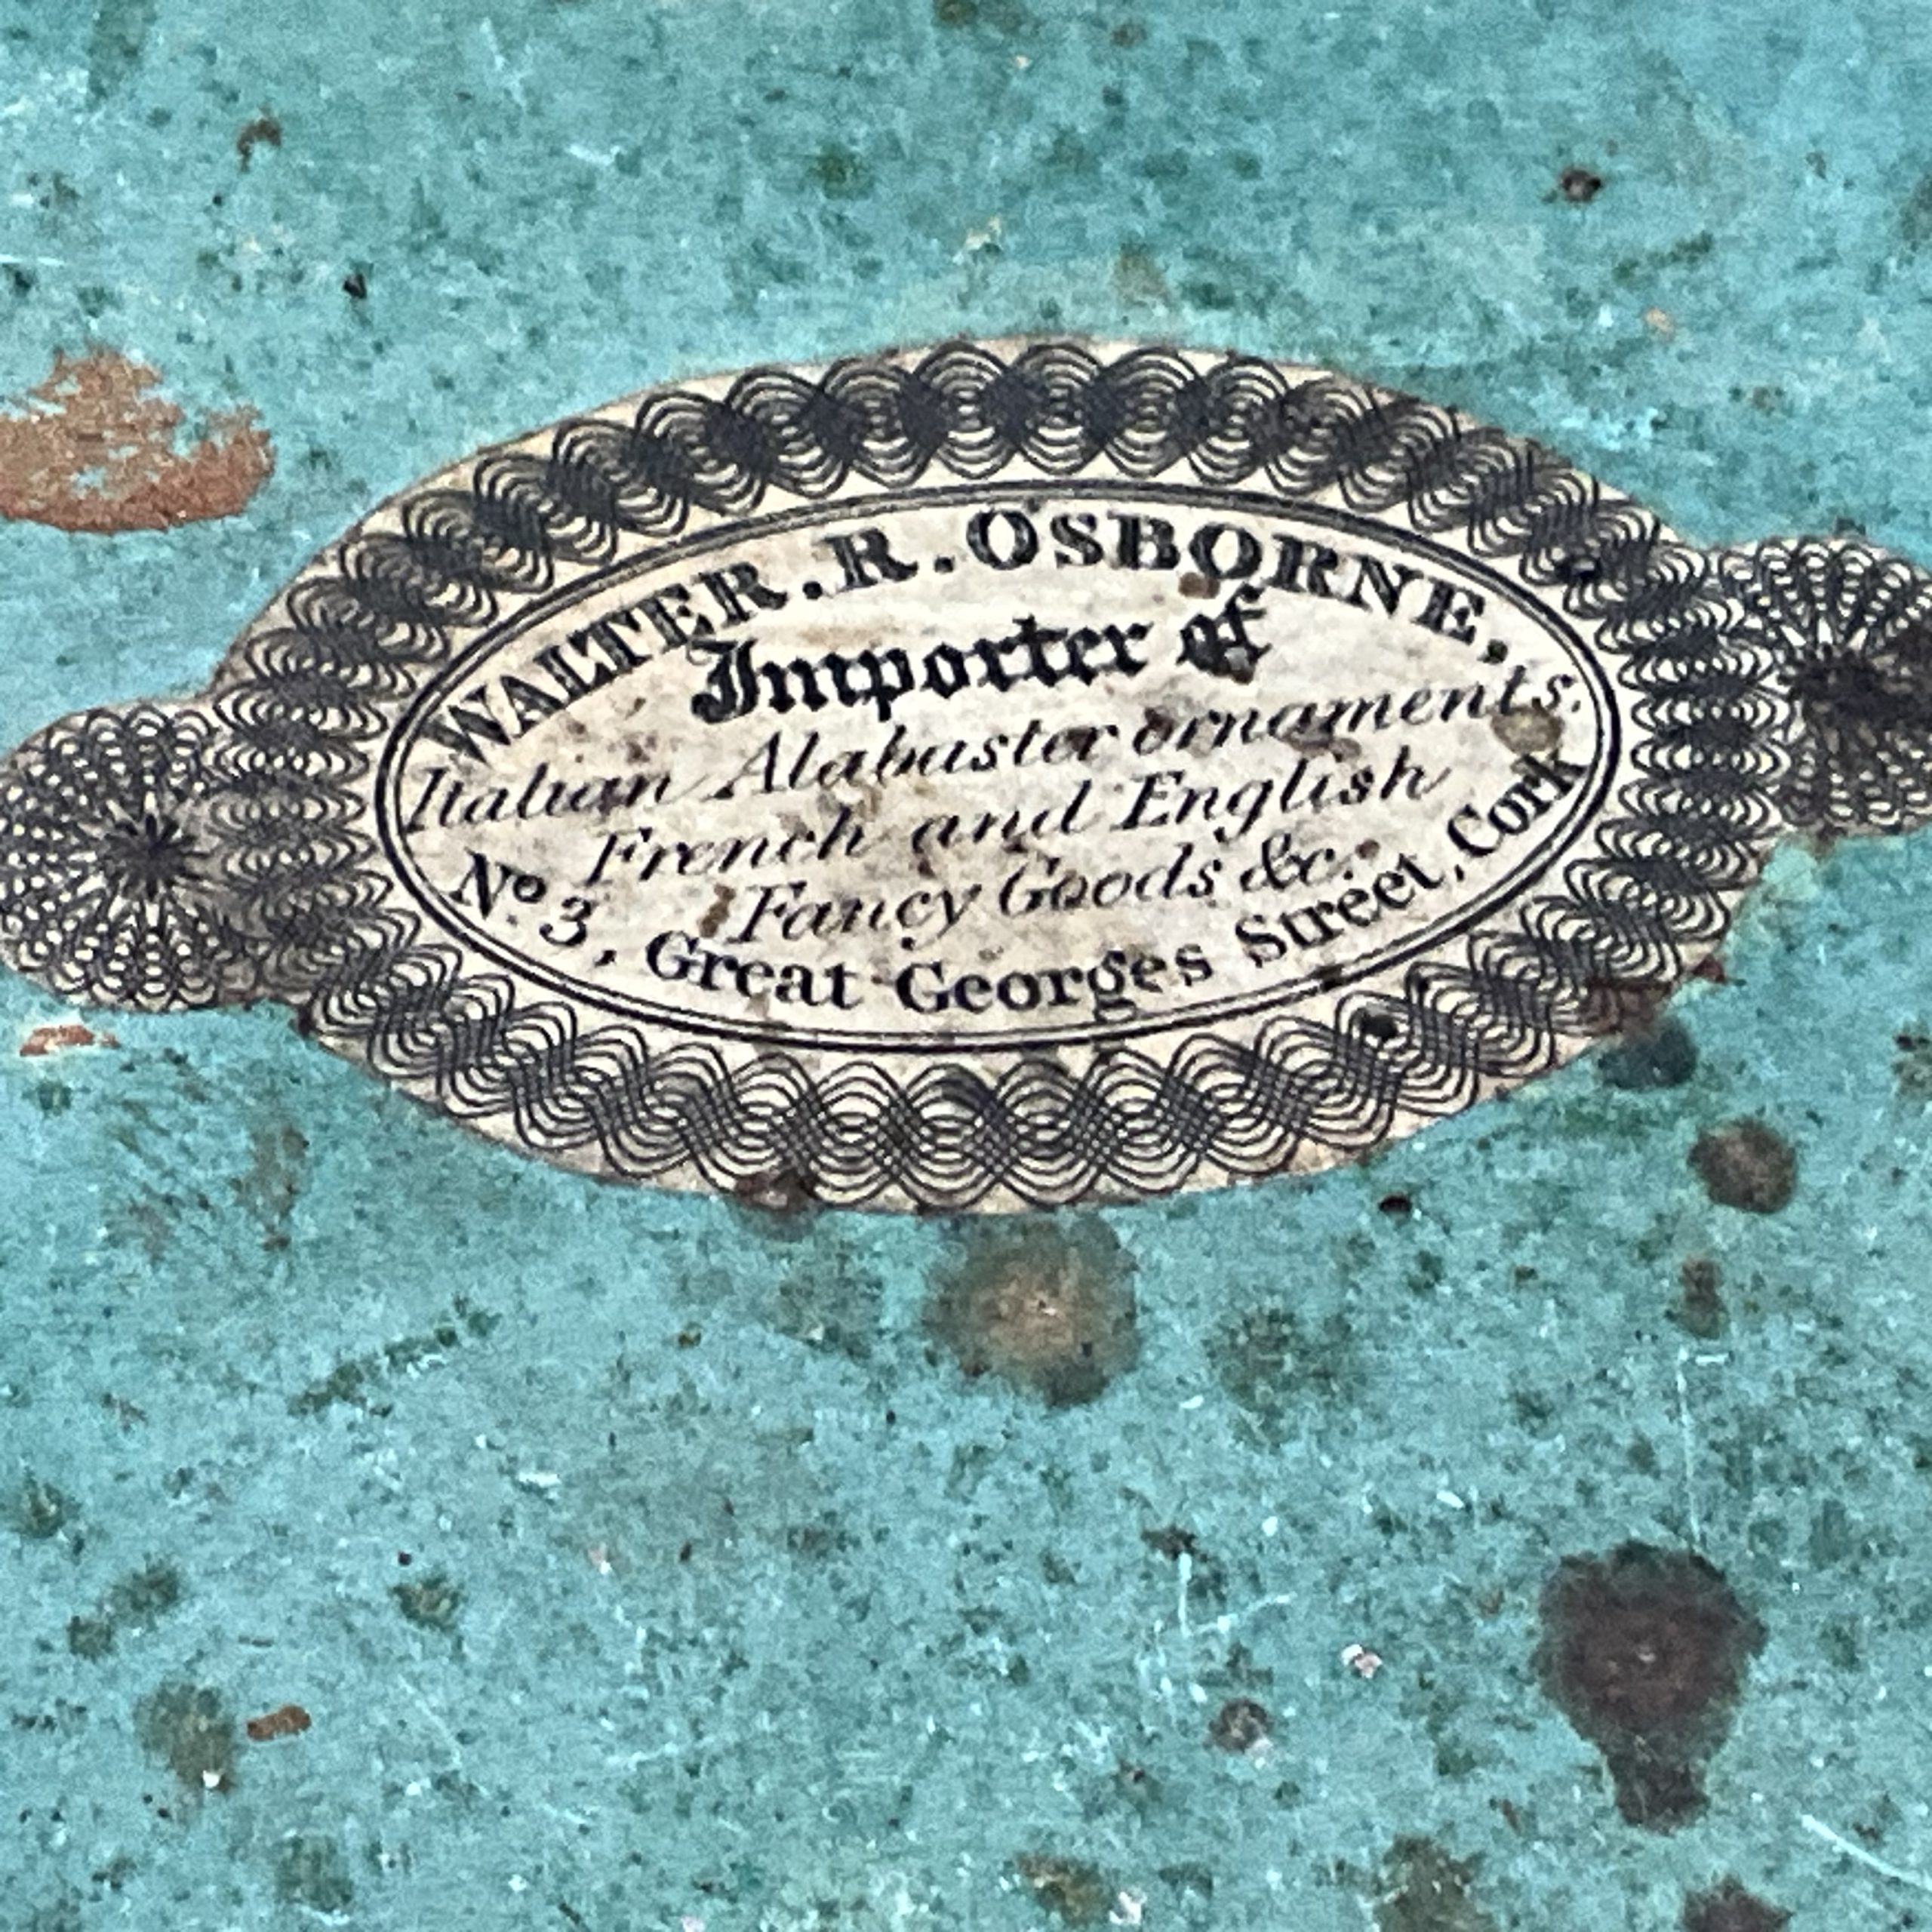 WALTER. R. OSBORNE,
Importer of
Italian Alabaster ornaments.
French and English
Fancy Goods &c.
No. 3, Great Georges Street, Cork